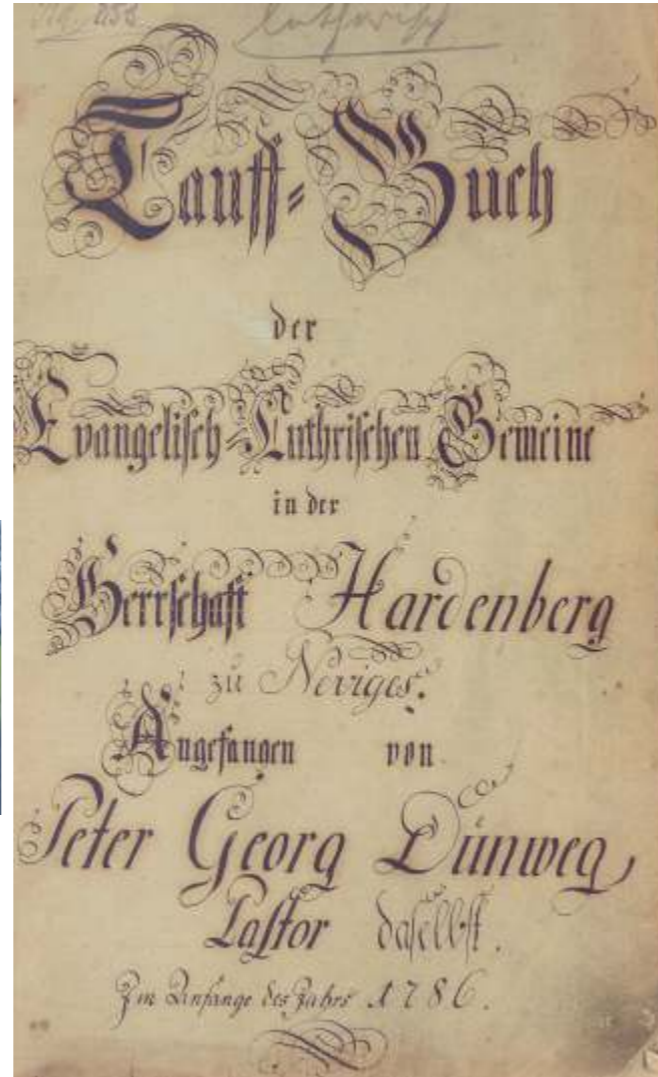 lutherisch
Tauff=Buch
der
Evangelisch=Luthrischen Gemeine
in der
Herrschaft Hardenberg
zu Neviges.
Angefangen von
Peter Georg Dünweg,
Pastor daselbst.
Im Anfange des Jahrs 1786.